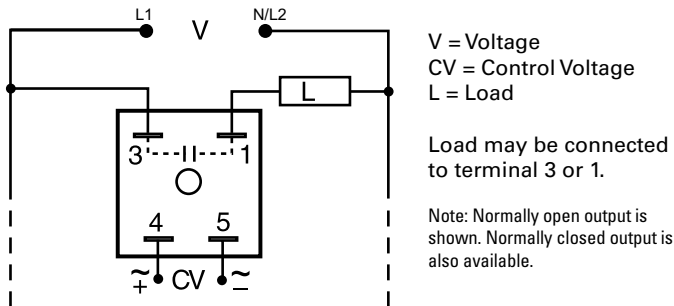 L1 V N/L2
V = Voltage
CV = Control Voltage
L = Load
L
3 1
Load may be connected
to terminal 3 or 1.
4 5
Note: Normally open output is
shown. Normally closed output is
also available.
~ + CV ~ –